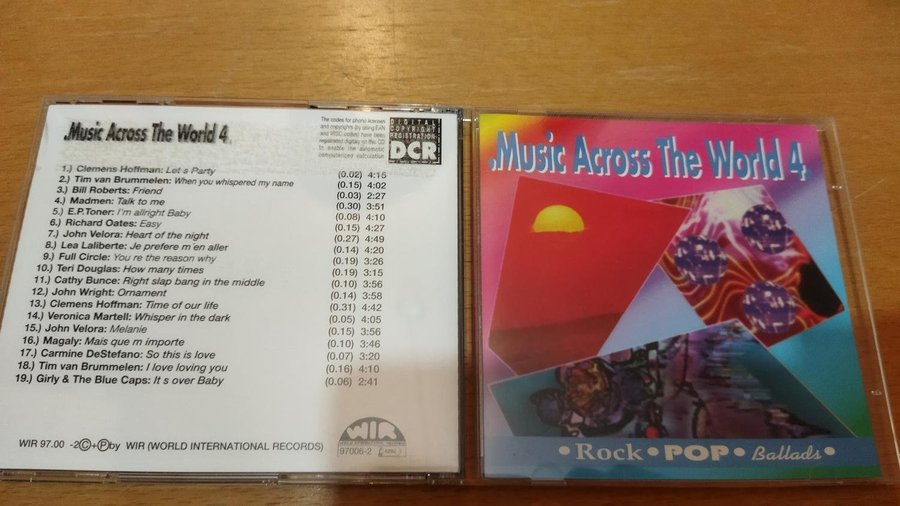 .Music Across The World 4
The codes for phono licenses
and copyrights (by using EAN
and WISC codes) have been
registrated digitaly on this CD
to enable the automatic
computerized calculation
DIGITAL
COPYRIGHT
REGISTRATION
DCR
1.) Clemens Hoffman: Let s Party (0.02) 4:15
2.) Tim van Brummelen: When you whispered my name (0.15) 4:02
3.) Bill Roberts: Friend (0.03) 2:27
4.) Madmen: Talk to me (0.30) 3:51
5.) E.P.Toner: I'm allright Baby (0.08) 4:10
6.) Richard Oates: Easy (0.15) 4:27
7.) John Velora: Heart of the night (0.27) 4:49
8.) Lea Laliberte: Je prefere m en aller (0.14) 4:20
9.) Full Circle: You re the reason why (0.19) 3:26
10.) Teri Douglas: How many times (0.19) 3:15
11.) Cathy Bunce: Right slap bang in the middle (0.10) 3:56
12.) John Wright: Ornament (0.14) 3:58
13.) Clemens Hoffman: Time of our life (0.31) 4:42
14.) Veronica Martell: Whisper in the dark (0.05) 4:05
15.) John Velora: Melanie (0.15) 3:56
16.) Magaly: Mais que m importe (0.10) 3:46
17.) Carmine DeStefano: So this is love (0.07) 3:20
18.) Tim van Brummelen: I love loving you (0.16) 4:10
19.) Girly & The Blue Caps: It s over Baby (0.06) 2:41
WIR 97.00 -2©+℗by WIR (WORLD INTERNATIONAL RECORDS)
WIR
WORLD INTERNATIONAL RECORDS
97006-2
.Music Across The World 4
•Rock•POP•Ballads•